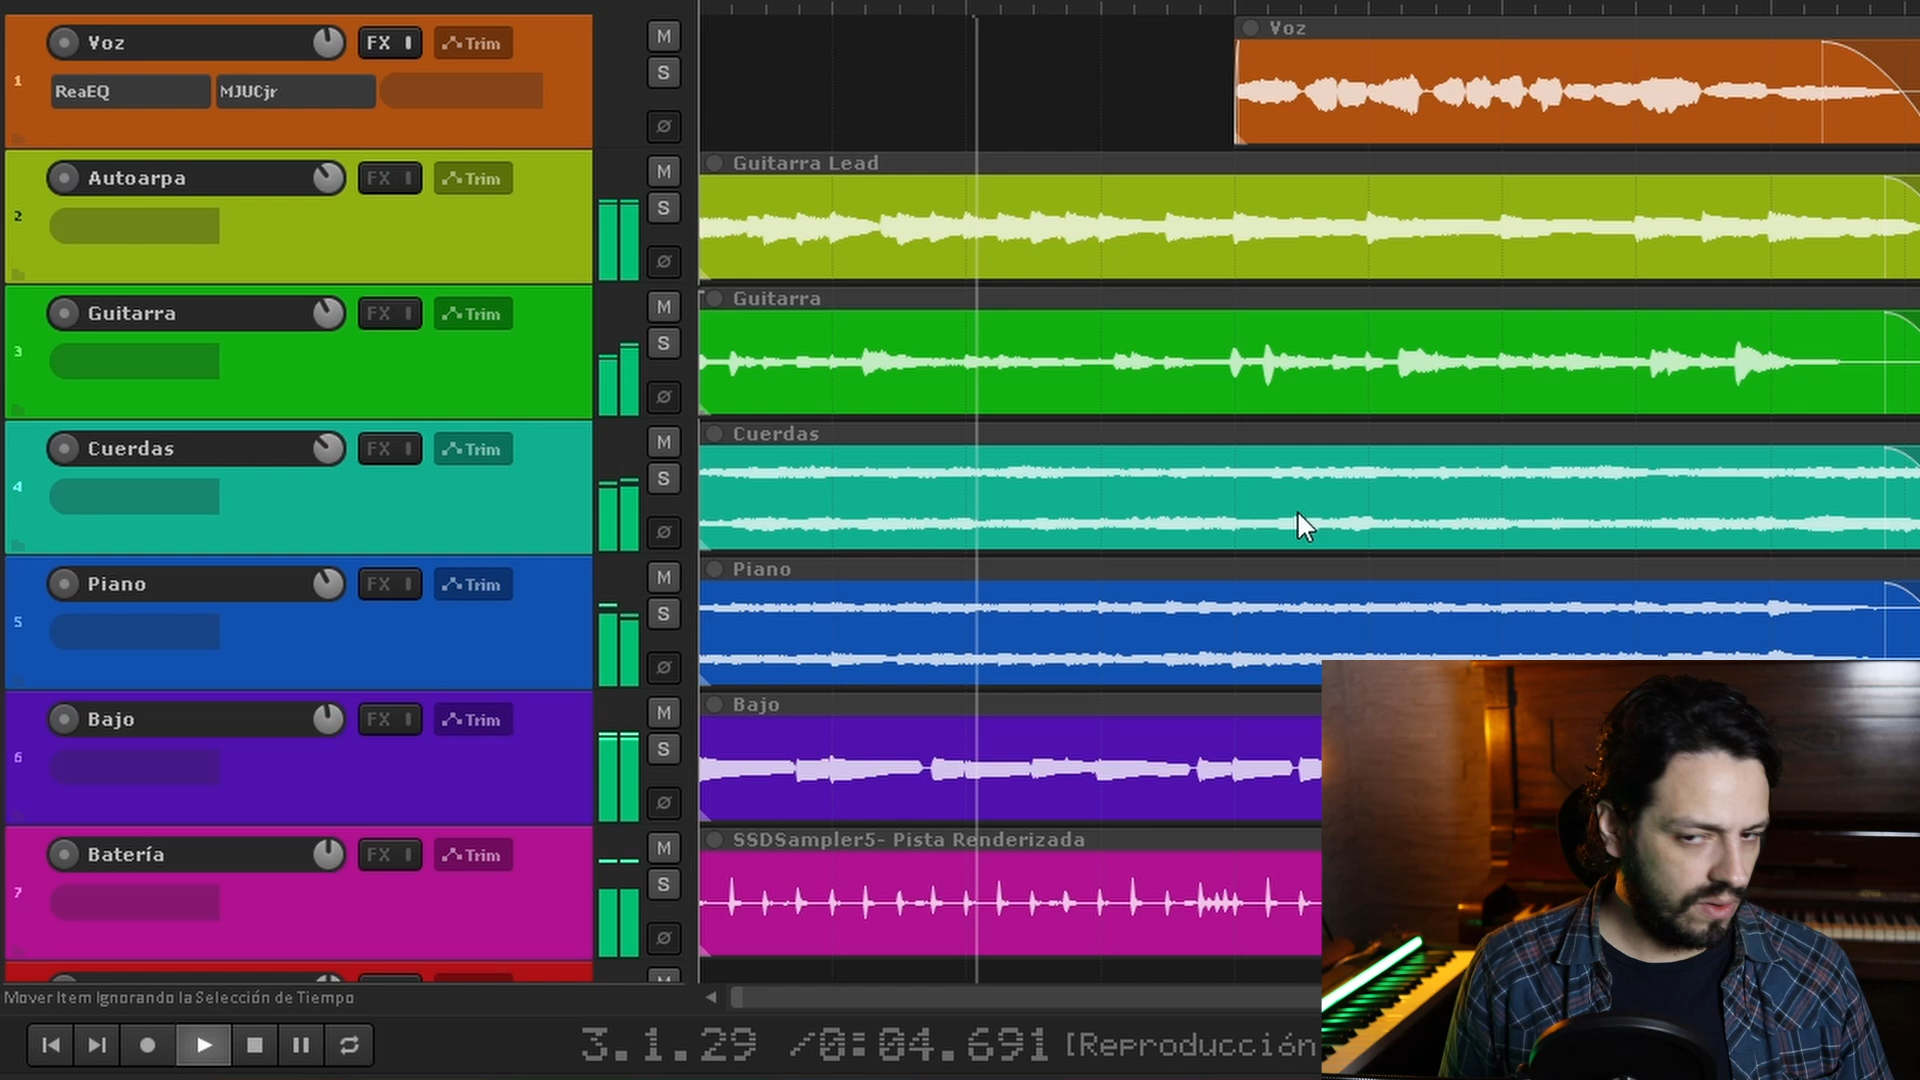 1 Voz FX Trim M
S
ReaEQ MJUCjr
Voz
2 Autoarpa FX Trim M
S
Guitarra Lead
3 Guitarra FX Trim M
S
Guitarra
4 Cuerdas FX Trim M
S
Cuerdas
5 Piano FX Trim M
S
Piano
6 Bajo FX Trim M
S
Bajo
7 Batería FX Trim M
S
SSDSampler5- Pista Renderizada
Mover Item Ignorando la Selección de Tiempo
3.1.29 /0:04.691 [Reproducción